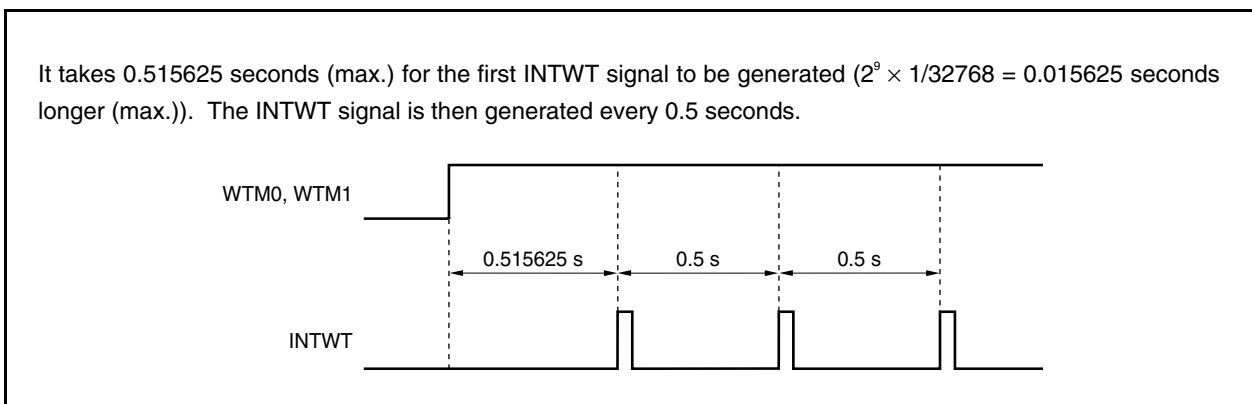 It takes 0.515625 seconds (max.) for the first INTWT signal to be generated (2⁹ × 1/32768 = 0.015625 seconds
longer (max.)).  The INTWT signal is then generated every 0.5 seconds.
WTM0, WTM1
0.515625 s
0.5 s
0.5 s
INTWT